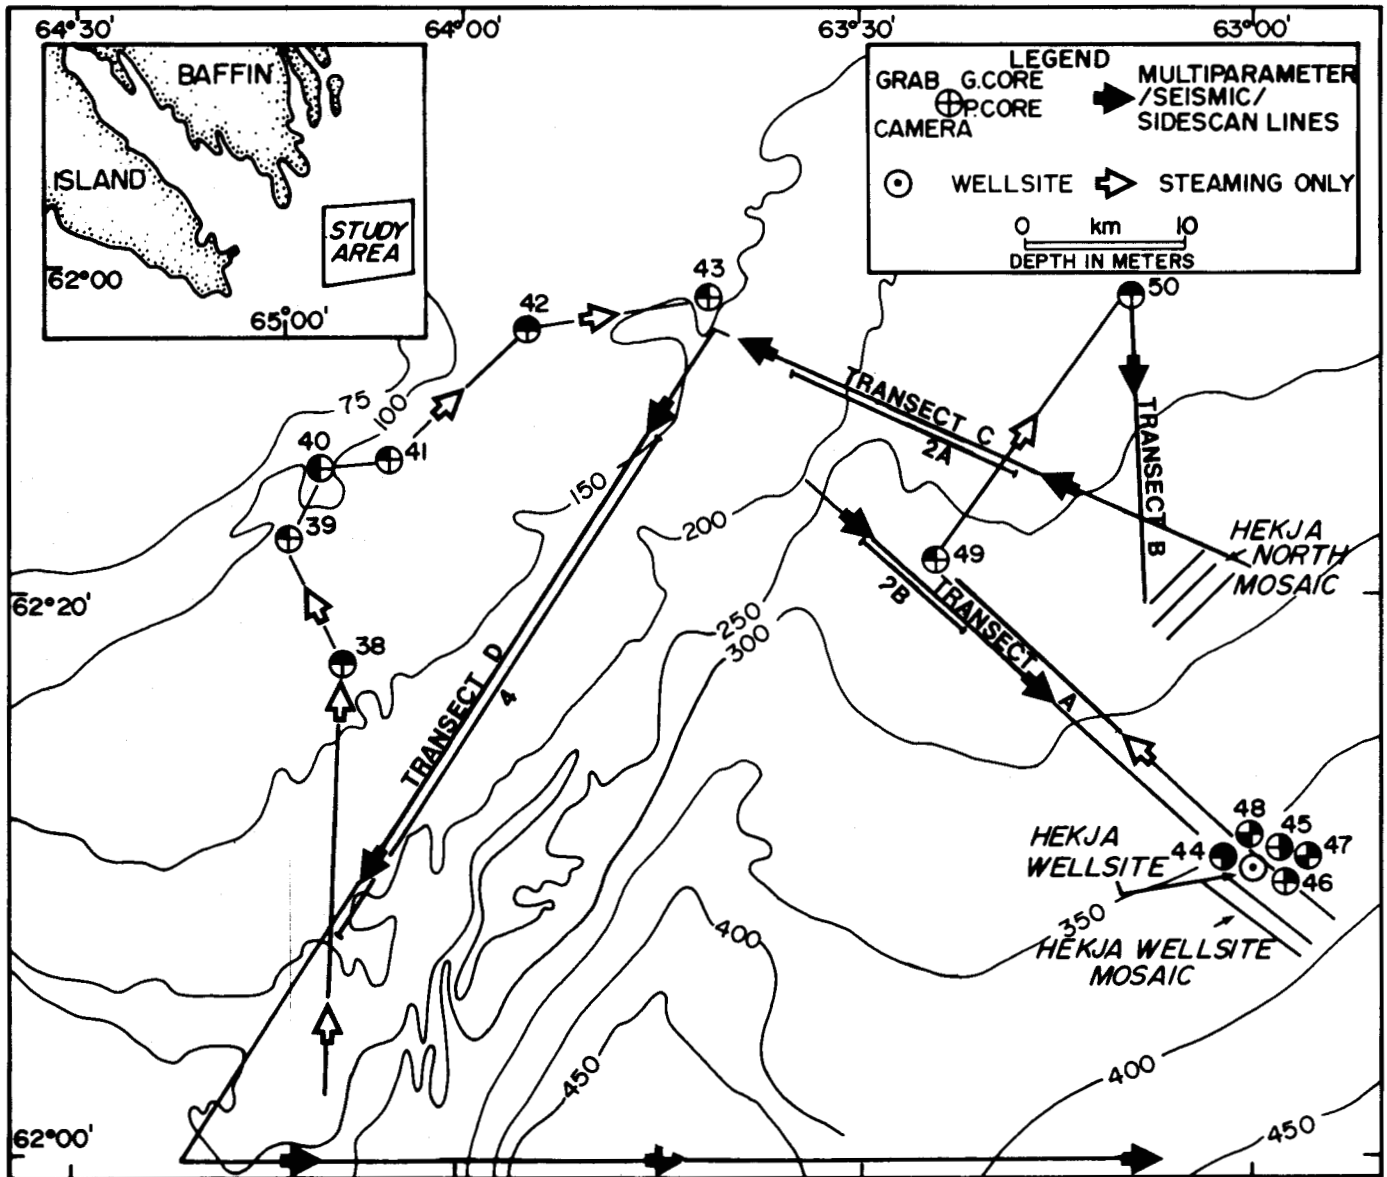 64°30'
64°00'
63°30'
63°00'
BAFFIN
ISLAND
STUDY
AREA
62°00
65°00'
LEGEND
GRAB G.CORE
P.CORE
CAMERA
MULTIPARAMETER
/SEISMIC/
SIDESCAN LINES
WELLSITE
STEAMING ONLY
0 km 10
DEPTH IN METERS
43
50
42
75
100
40
41
TRANSECT C
2A
TRANSECT B
150
39
200
49
HEKJA
NORTH
MOSAIC
62°20'
2B
TRANSECT A
250
300
38
TRANSECT D
4
48
45
44
47
46
HEKJA
WELLSITE
350
400
HEKJA WELLSITE
MOSAIC
450
400
62°00'
450